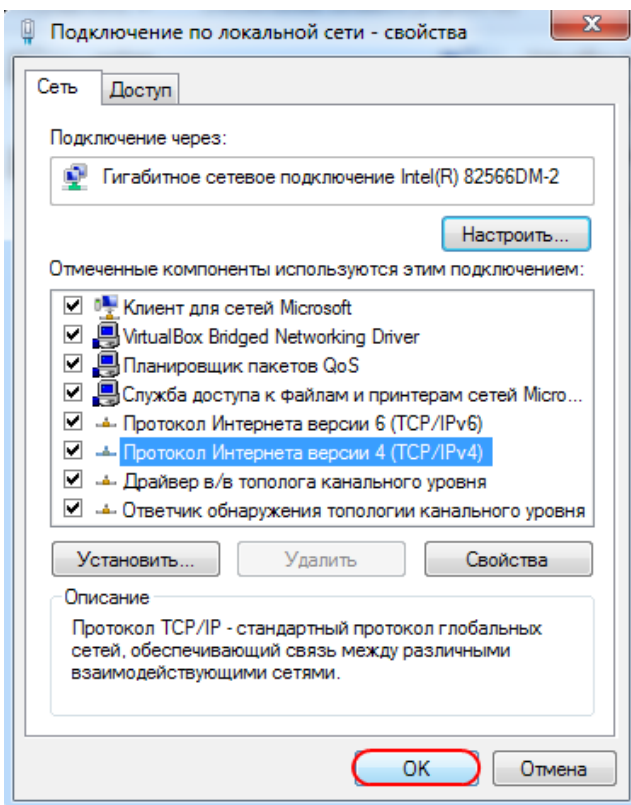 Подключение по локальной сети - свойства
Сеть
Доступ
Подключение через:
Гигабитное сетевое подключение Intel(R) 82566DM-2
Настроить...
Отмеченные компоненты используются этим подключением:
Клиент для сетей Microsoft
VirtualBox Bridged Networking Driver
Планировщик пакетов QoS
Служба доступа к файлам и принтерам сетей Micro...
Протокол Интернета версии 6 (TCP/IPv6)
Протокол Интернета версии 4 (TCP/IPv4)
Драйвер в/в тополога канального уровня
Ответчик обнаружения топологии канального уровня
Установить...
Удалить
Свойства
Описание
Протокол TCP/IP - стандартный протокол глобальных
сетей, обеспечивающий связь между различными
взаимодействующими сетями.
OK
Отмена